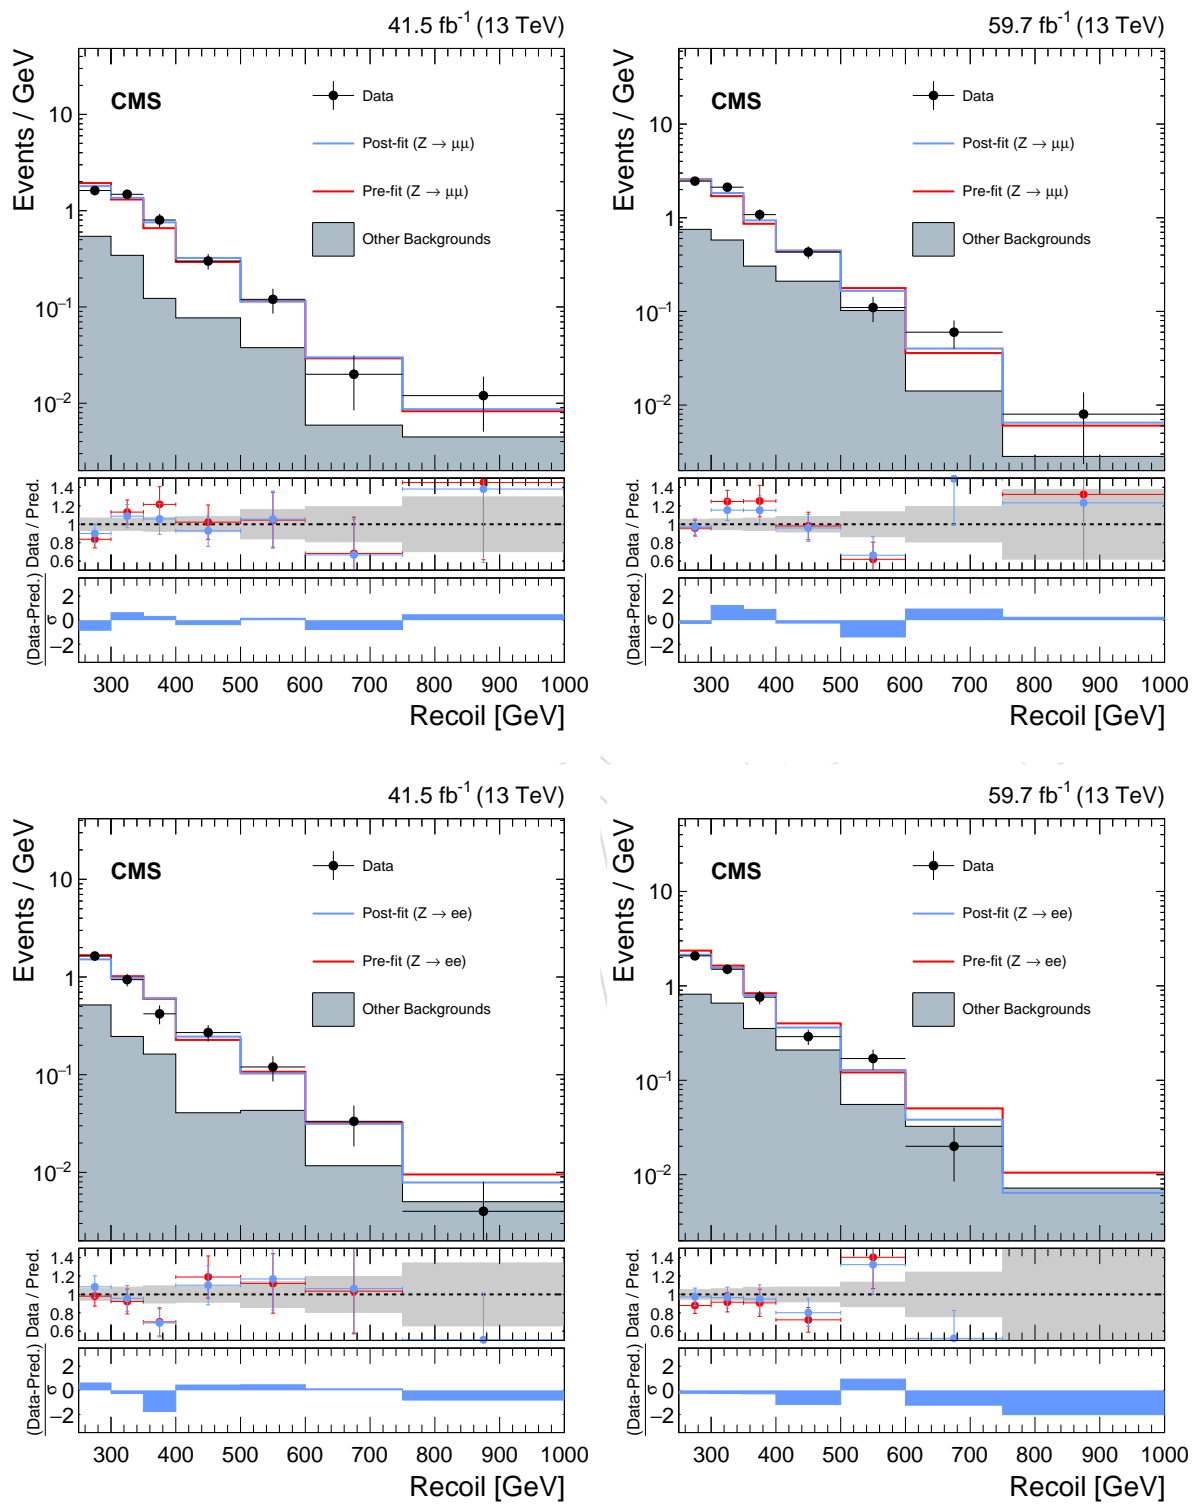 41.5 fb⁻¹ (13 TeV)
Events / GeV
CMS
Data
Post-fit (Z → μμ)
Pre-fit (Z → μμ)
Other Backgrounds
10
1
10⁻¹
10⁻²
Data / Pred.
1.4
1.2
1
0.8
0.6
(Data-Pred.)
σ
2
0
−2
300 400 500 600 700 800 900 1000
Recoil [GeV]
59.7 fb⁻¹ (13 TeV)
Events / GeV
CMS
Data
Post-fit (Z → μμ)
Pre-fit (Z → μμ)
Other Backgrounds
10
1
10⁻¹
10⁻²
Data / Pred.
1.4
1.2
1
0.8
0.6
(Data-Pred.)
σ
2
0
−2
300 400 500 600 700 800 900 1000
Recoil [GeV]
41.5 fb⁻¹ (13 TeV)
Events / GeV
CMS
Data
Post-fit (Z → ee)
Pre-fit (Z → ee)
Other Backgrounds
10
1
10⁻¹
10⁻²
Data / Pred.
1.4
1.2
1
0.8
0.6
(Data-Pred.)
σ
2
0
−2
300 400 500 600 700 800 900 1000
Recoil [GeV]
59.7 fb⁻¹ (13 TeV)
Events / GeV
CMS
Data
Post-fit (Z → ee)
Pre-fit (Z → ee)
Other Backgrounds
10
1
10⁻¹
10⁻²
Data / Pred.
1.4
1.2
1
0.8
0.6
(Data-Pred.)
σ
2
0
−2
300 400 500 600 700 800 900 1000
Recoil [GeV]